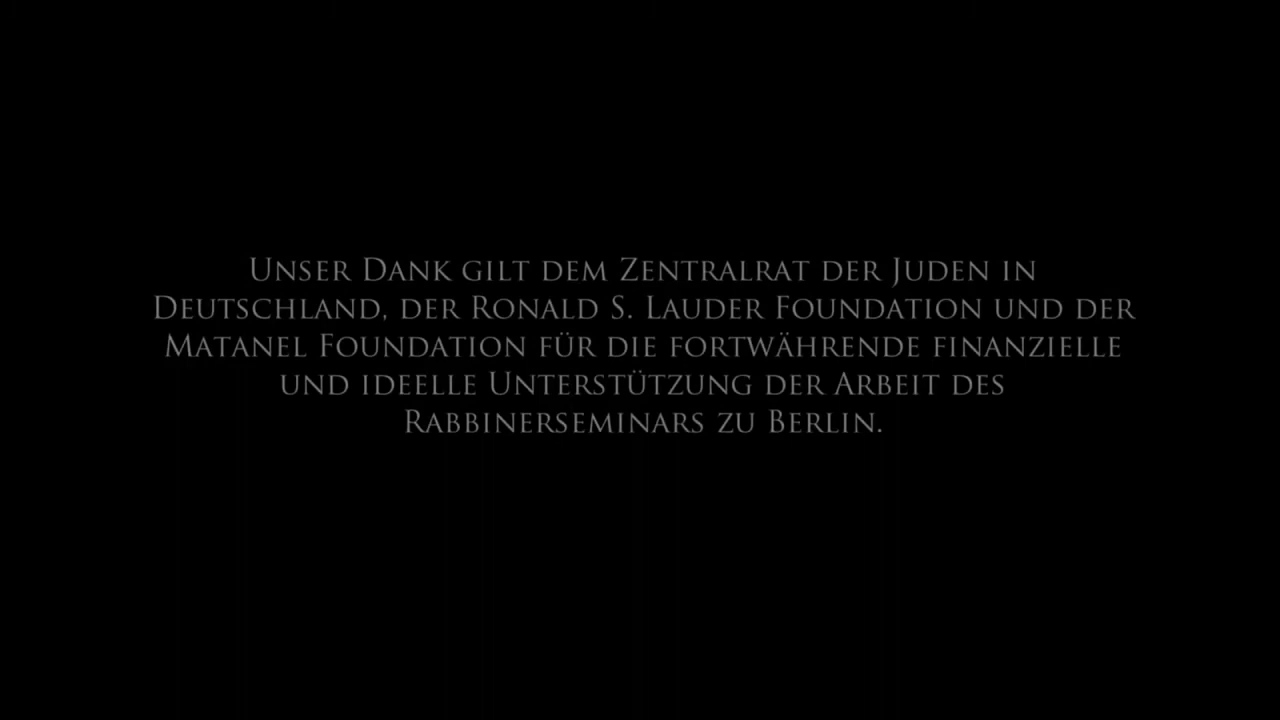 Unser Dank gilt dem Zentralrat der Juden in
Deutschland, der Ronald S. Lauder Foundation und der
Matanel Foundation für die fortwährende finanzielle
und ideelle Unterstützung der Arbeit des
Rabbinerseminars zu Berlin.